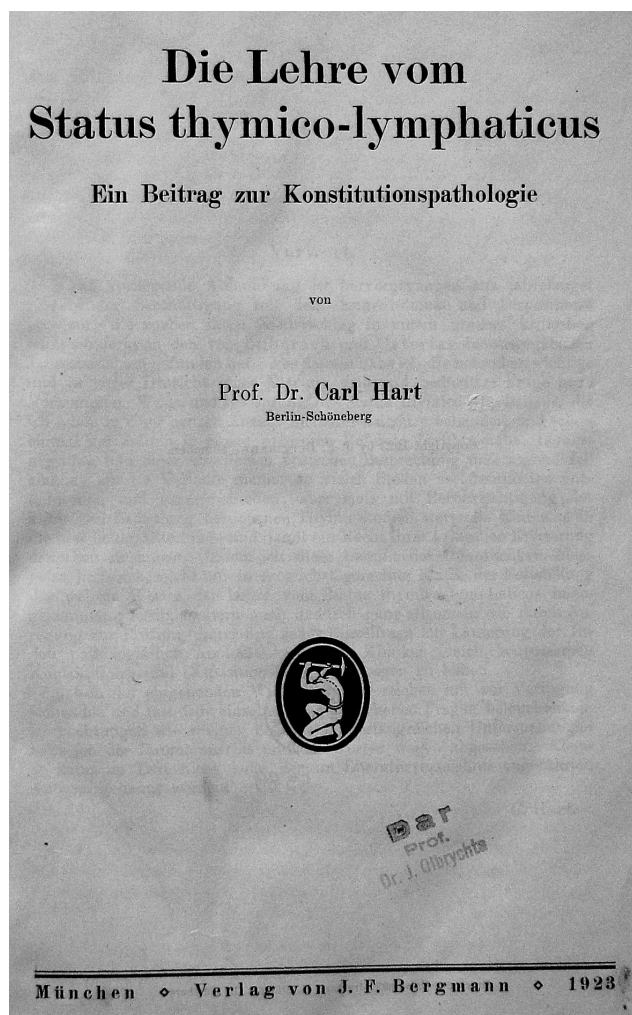 Die Lehre vom
Status thymico-lymphaticus
Ein Beitrag zur Konstitutionspathologie
von
Prof. Dr. Carl Hart
Berlin-Schöneberg
Dar
Prof.
Dr. J. Olbrychta
München ⋄ Verlag von J. F. Bergmann ⋄ 1923